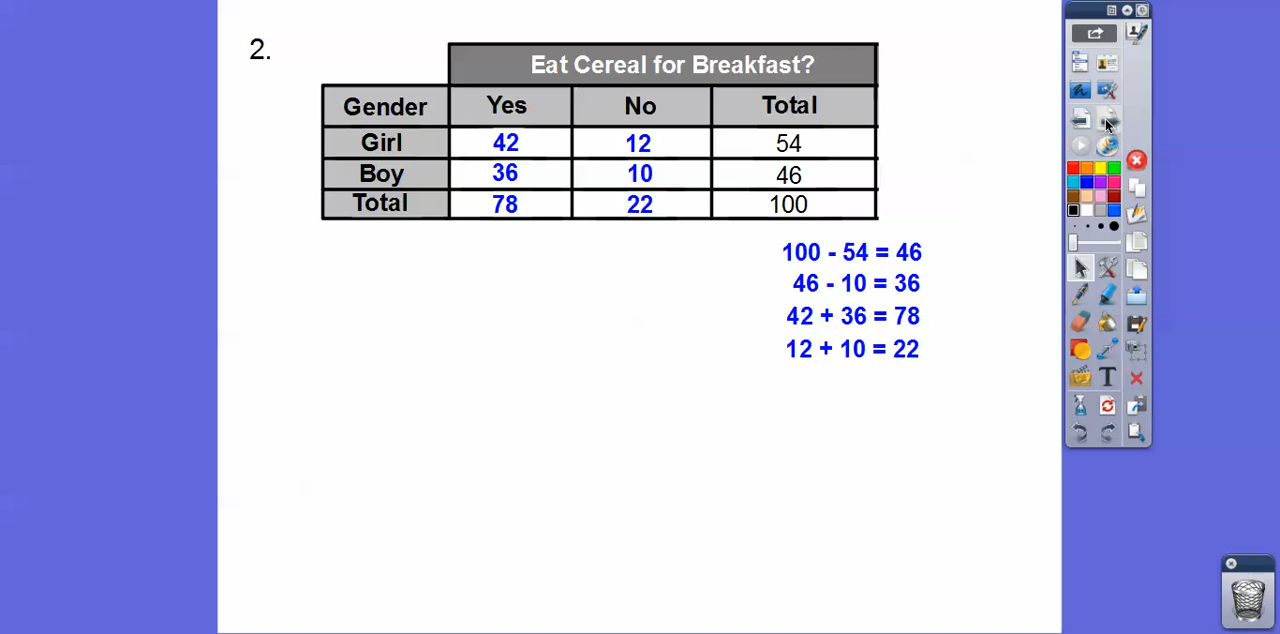 2.
Eat Cereal for Breakfast?
Gender Yes No Total
Girl 42 12 54
Boy 36 10 46
Total 78 22 100
100 - 54 = 46
46 - 10 = 36
42 + 36 = 78
12 + 10 = 22
T